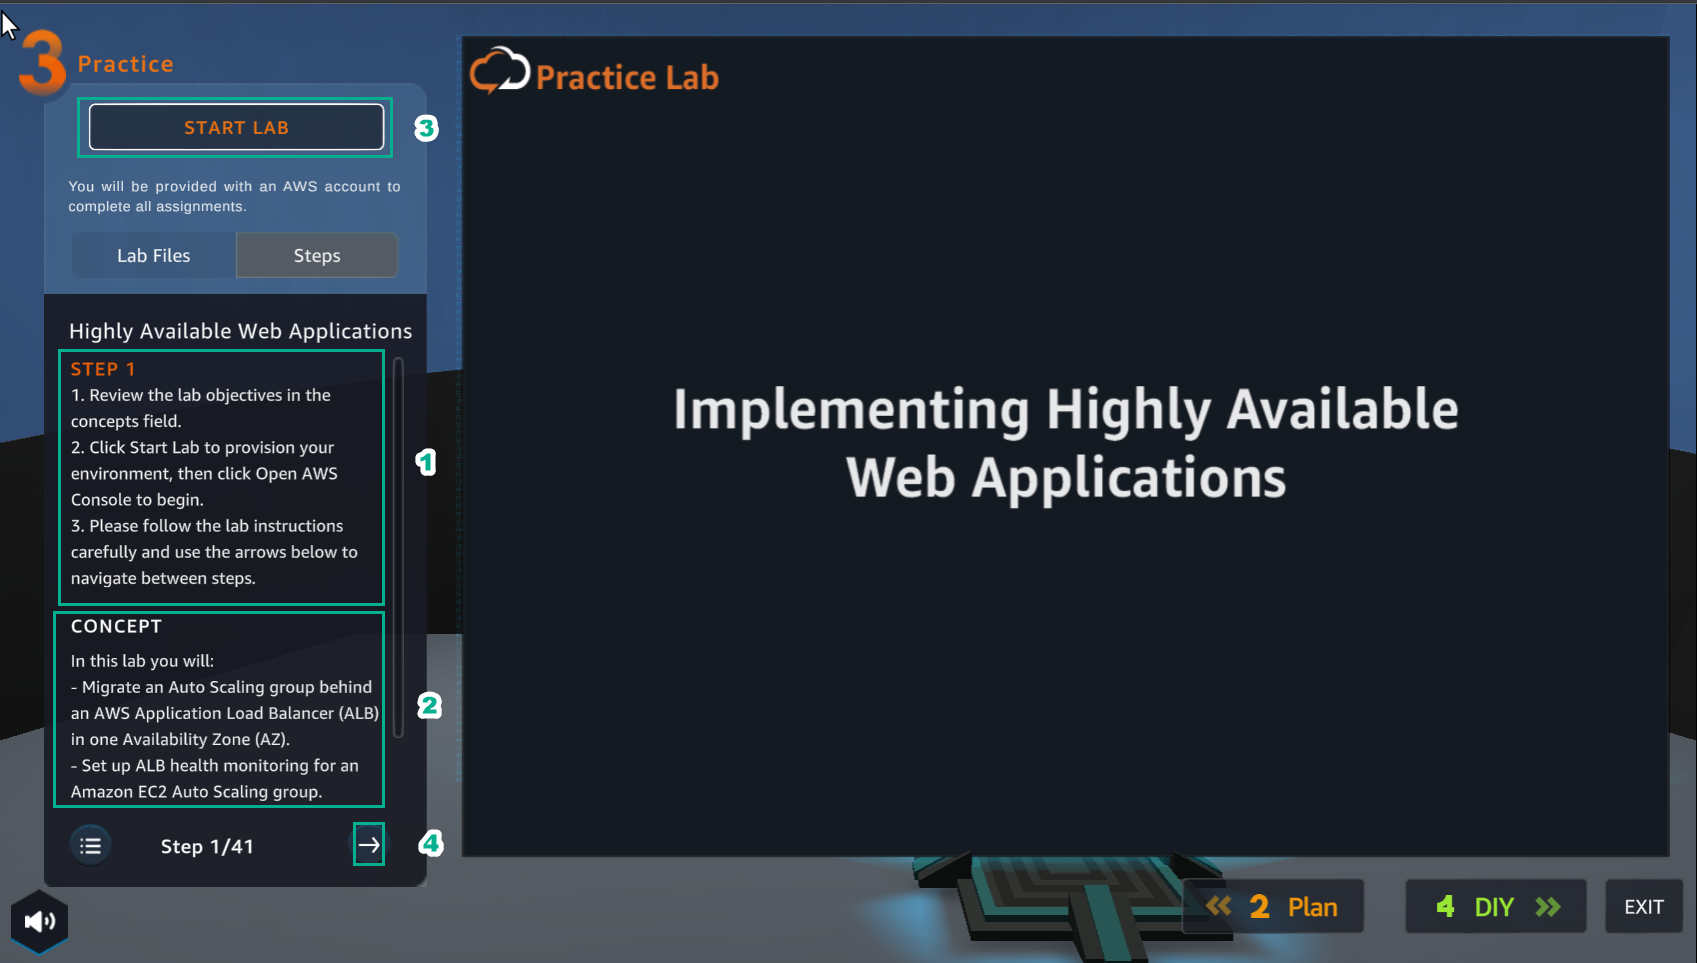 3 Practice
START LAB
3
You will be provided with an AWS account to
complete all assignments.
Lab Files Steps
Highly Available Web Applications
STEP 1
1. Review the lab objectives in the
concepts field.
2. Click Start Lab to provision your
environment, then click Open AWS
Console to begin.
3. Please follow the lab instructions
carefully and use the arrows below to
navigate between steps.
1
CONCEPT
In this lab you will:
- Migrate an Auto Scaling group behind
an AWS Application Load Balancer (ALB)
in one Availability Zone (AZ).
- Set up ALB health monitoring for an
Amazon EC2 Auto Scaling group.
2
Step 1/41
4
Practice Lab
Implementing Highly Available
Web Applications
2 Plan
4 DIY
EXIT